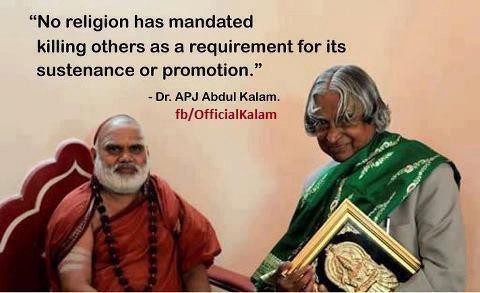 “No religion has mandated
killing others as a requirement for its
sustenance or promotion.”
- Dr. APJ Abdul Kalam.
fb/OfficialKalam